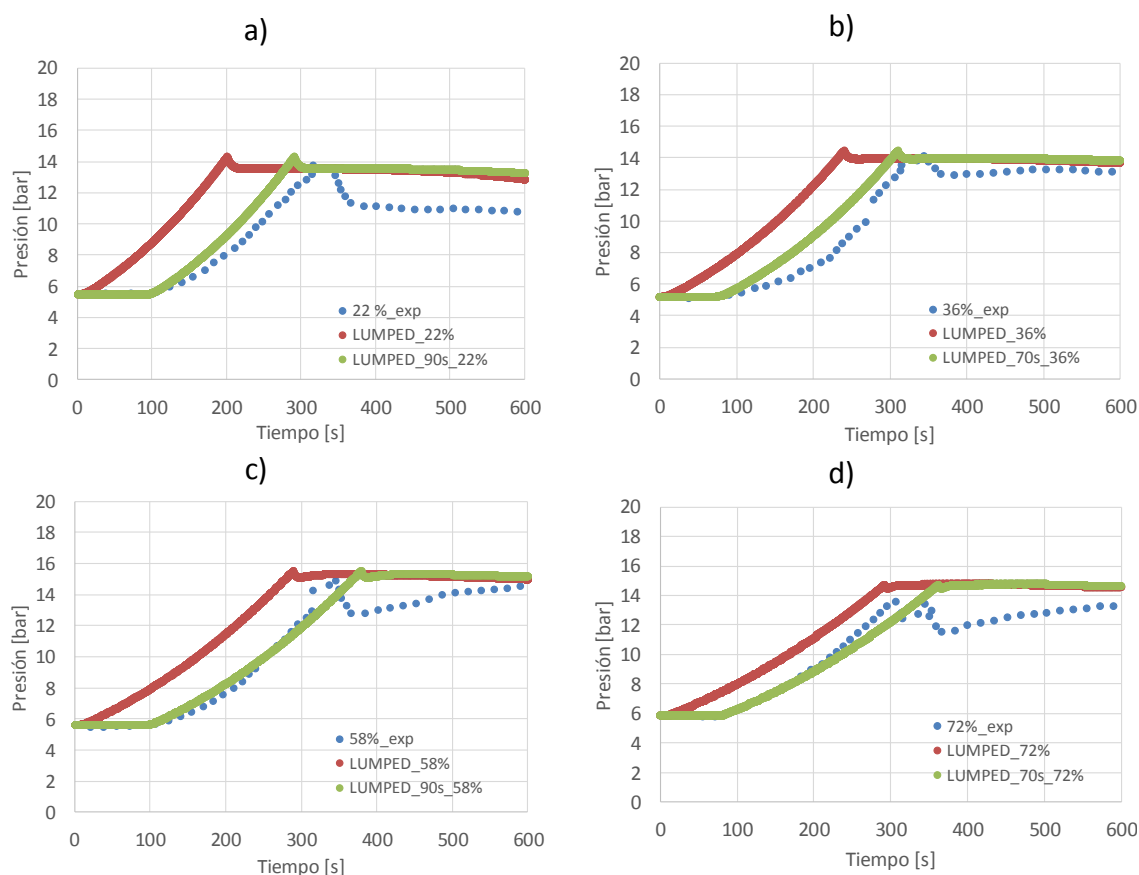 a)
20
18
16
14
12
10
8
6
4
2
0
Presión [bar]
0 100 200 300 400 500 600
Tiempo [s]
22 %_exp
LUMPED_22%
LUMPED_90s_22%
b)
20
18
16
14
12
10
8
6
4
2
0
Presión [bar]
0 100 200 300 400 500 600
Tiempo [s]
36%_exp
LUMPED_36%
LUMPED_70s_36%
c)
20
18
16
14
12
10
8
6
4
2
0
Presión [bar]
0 100 200 300 400 500 600
Tiempo [s]
58%_exp
LUMPED_58%
LUMPED_90s_58%
d)
20
18
16
14
12
10
8
6
4
2
0
Presión [bar]
0 100 200 300 400 500 600
Tiempo [s]
72%_exp
LUMPED_72%
LUMPED_70s_72%